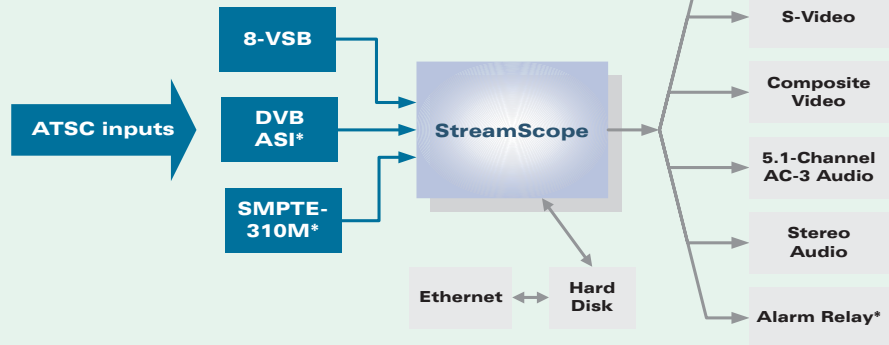 ATSC inputs
8-VSB
DVB
ASI*
SMPTE-
310M*
StreamScope
Ethernet
Hard
Disk
S-Video
Composite
Video
5.1-Channel
AC-3 Audio
Stereo
Audio
Alarm Relay*